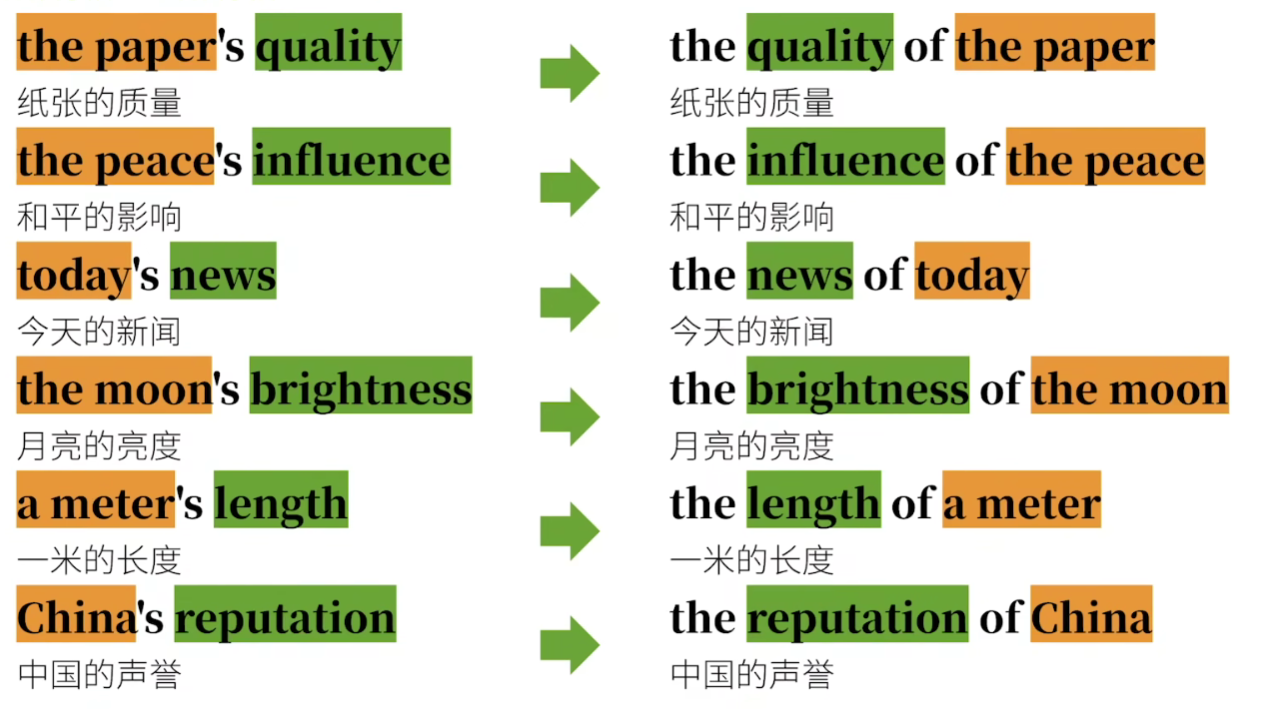 the paper's quality
the quality of the paper
纸张的质量
纸张的质量
the peace's influence
the influence of the peace
和平的影响
和平的影响
today's news
the news of today
今天的新闻
今天的新闻
the moon's brightness
the brightness of the moon
月亮的亮度
月亮的亮度
a meter's length
the length of a meter
一米的长度
一米的长度
China's reputation
the reputation of China
中国的声誉
中国的声誉